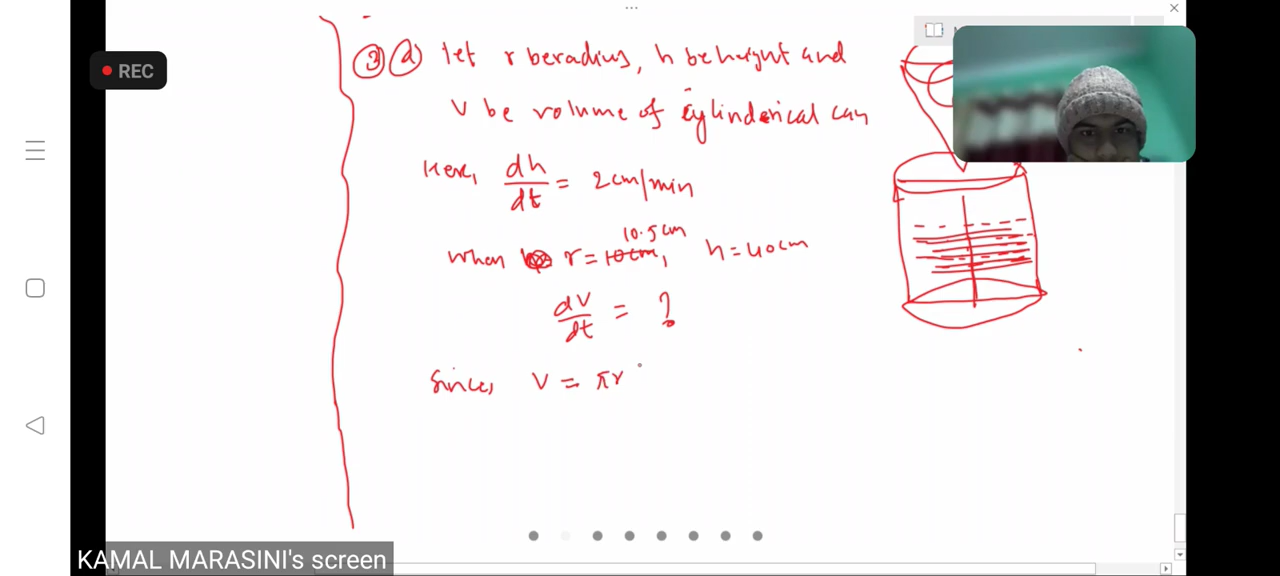 REC
3 a let r be radius, h be height and
V be volume of cylinderical can
Here, dh/dt = 2cm/min
When r = 10cm, 10.5cm h = 40cm
dV/dt = ?
Since, V = πr
KAMAL MARASINI's screen